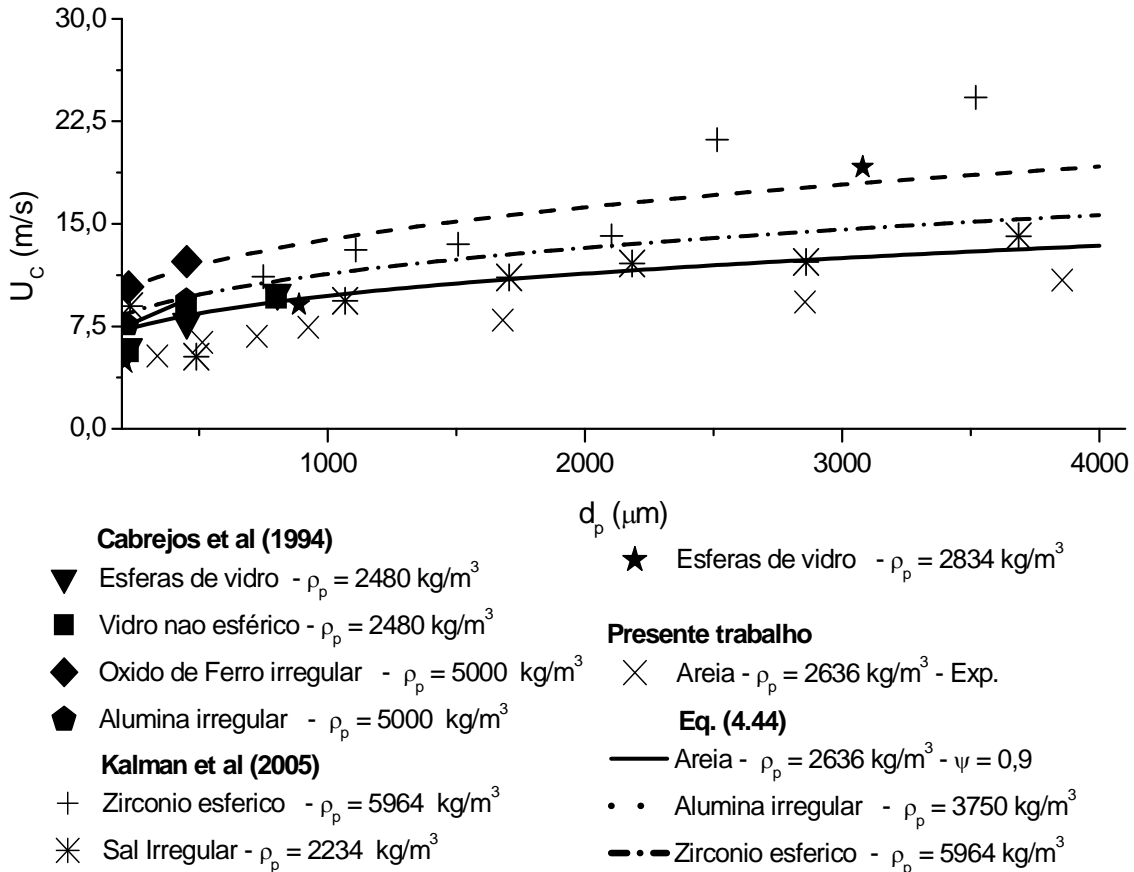 30,0
22,5
15,0
7,5
0,0
U_C (m/s)
1000
2000
3000
4000
d_p (μm)
Cabrejos et al (1994)
Esferas de vidro - ρ_p = 2480 kg/m³
Vidro nao esférico - ρ_p = 2480 kg/m³
Oxido de Ferro irregular - ρ_p = 5000 kg/m³
Alumina irregular - ρ_p = 5000 kg/m³
Kalman et al (2005)
Zirconio esferico - ρ_p = 5964 kg/m³
Sal Irregular - ρ_p = 2234 kg/m³
Esferas de vidro - ρ_p = 2834 kg/m³
Presente trabalho
Areia - ρ_p = 2636 kg/m³ - Exp.
Eq. (4.44)
Areia - ρ_p = 2636 kg/m³ - ψ = 0,9
Alumina irregular - ρ_p = 3750 kg/m³
Zirconio esferico - ρ_p = 5964 kg/m³